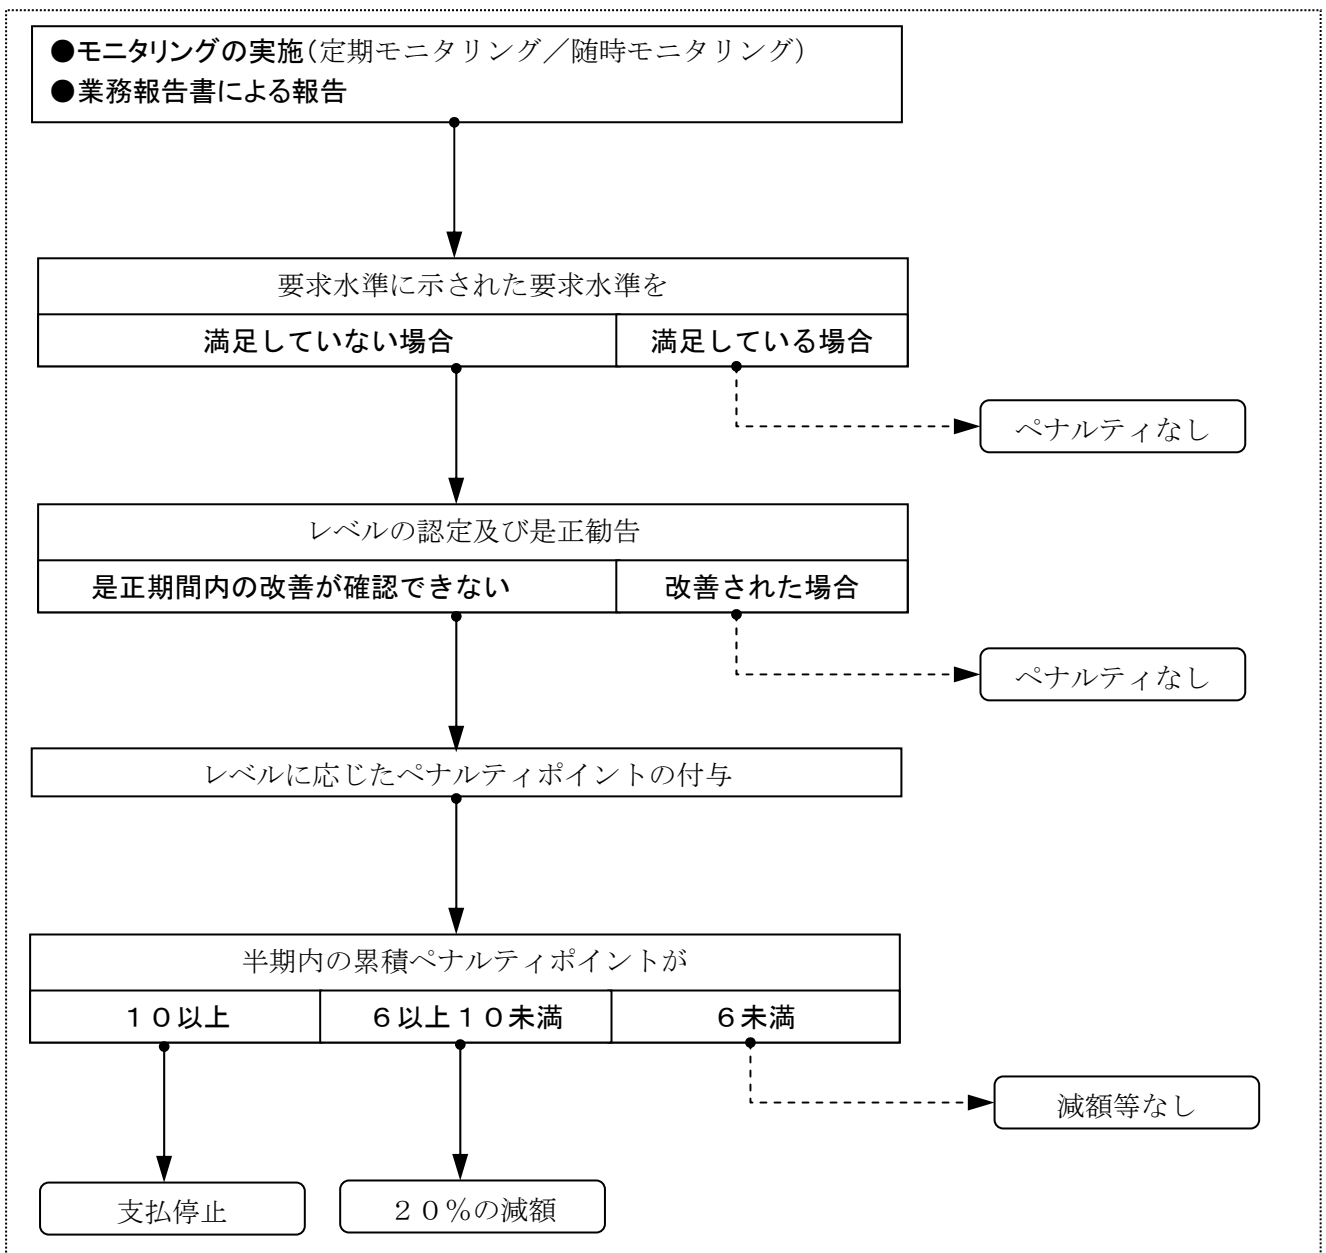 ●モニタリングの実施（定期モニタリング／随時モニタリング）
●業務報告書による報告
要求水準に示された要求水準を
満足していない場合
満足している場合
ペナルティなし
レベルの認定及び是正勧告
是正期間内の改善が確認できない
改善された場合
ペナルティなし
レベルに応じたペナルティポイントの付与
半期内の累積ペナルティポイントが
１０以上
６以上１０未満
６未満
減額等なし
支払停止
２０％の減額